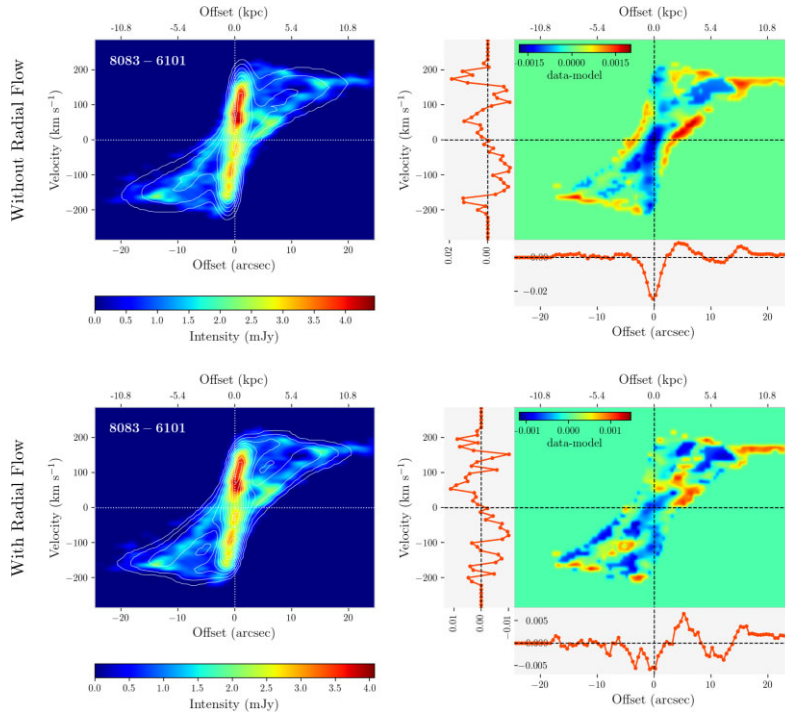 Without Radial Flow
Offset (kpc)
-10.8 -5.4 0.0 5.4 10.8
8083 − 6101
Velocity (km s−1)
200
100
0
−100
−200
−20 −10 0 10 20
Offset (arcsec)
0.0 0.5 1.0 1.5 2.0 2.5 3.0 3.5 4.0
Intensity (mJy)
Offset (kpc)
-10.8 -5.4 0.0 5.4 10.8
−0.0015 0.0000 0.0015
data-model
Velocity (km s−1)
200
100
0
−100
−200
0.02 0.00
0.00
−0.02
−20 −10 0 10 20
Offset (arcsec)
With Radial Flow
Offset (kpc)
-10.8 -5.4 0.0 5.4 10.8
8083 − 6101
Velocity (km s−1)
200
100
0
−100
−200
−20 −10 0 10 20
Offset (arcsec)
0.0 0.5 1.0 1.5 2.0 2.5 3.0 3.5 4.0
Intensity (mJy)
Offset (kpc)
-10.8 -5.4 0.0 5.4 10.8
−0.001 0.000 0.001
data-model
Velocity (km s−1)
200
100
0
−100
−200
0.01 0.00 −0.01
0.005
0.000
−0.005
−20 −10 0 10 20
Offset (arcsec)